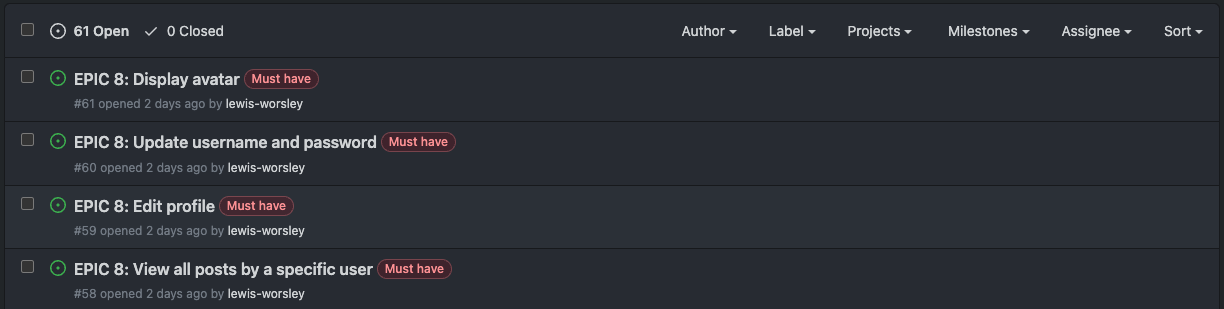 61 Open 0 Closed Author Label Projects Milestones Assignee Sort
EPIC 8: Display avatar Must have
#61 opened 2 days ago by lewis-worsley
EPIC 8: Update username and password Must have
#60 opened 2 days ago by lewis-worsley
EPIC 8: Edit profile Must have
#59 opened 2 days ago by lewis-worsley
EPIC 8: View all posts by a specific user Must have
#58 opened 2 days ago by lewis-worsley